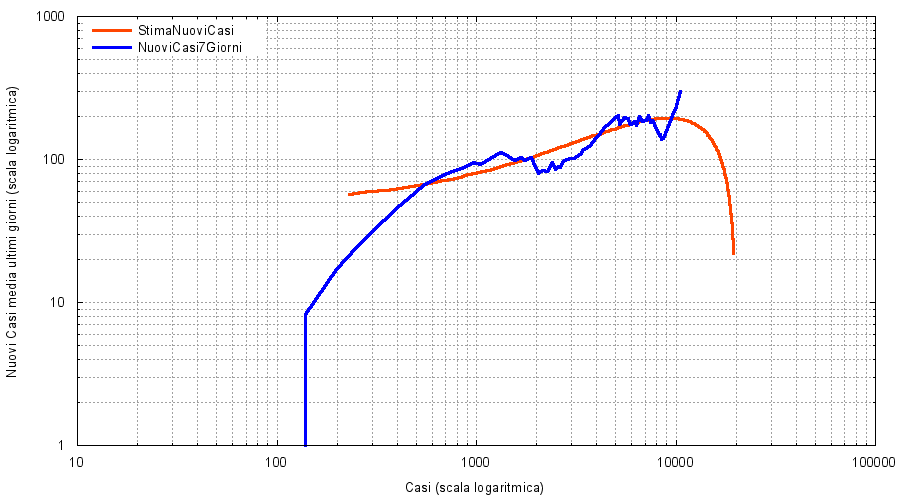 1000
StimaNuoviCasi
NuoviCasi7Giorni
100
10
1
10
100
1000
10000
100000
Nuovi Casi media ultimi giorni (scala logaritmica)
Casi (scala logaritmica)